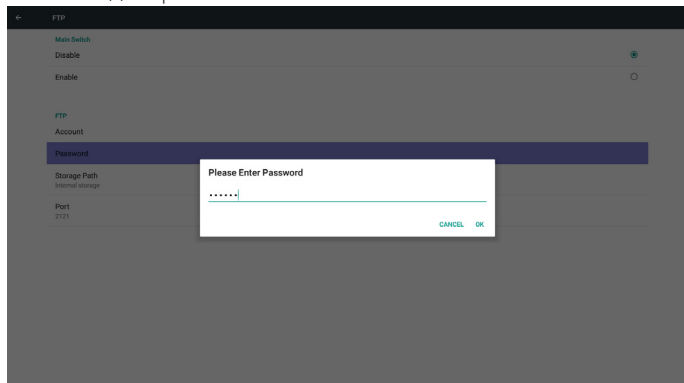 FTP
Main Switch
Disable
Enable
FTP
Account
Password
Storage Path
Internal storage
Port
2121
Please Enter Password
••••••
CANCEL OK